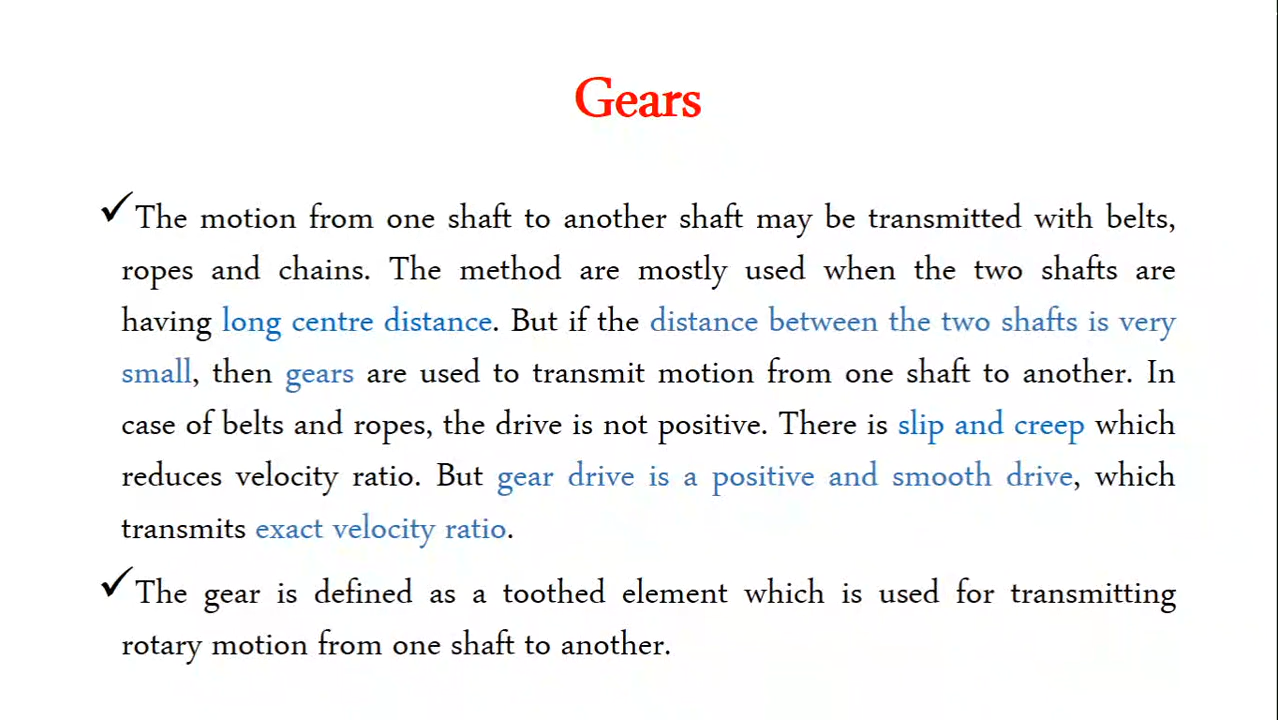 Gears
✓The motion from one shaft to another shaft may be transmitted with belts,
ropes and chains. The method are mostly used when the two shafts are
having long centre distance. But if the distance between the two shafts is very
small, then gears are used to transmit motion from one shaft to another. In
case of belts and ropes, the drive is not positive. There is slip and creep which
reduces velocity ratio. But gear drive is a positive and smooth drive, which
transmits exact velocity ratio.
✓The gear is defined as a toothed element which is used for transmitting
rotary motion from one shaft to another.